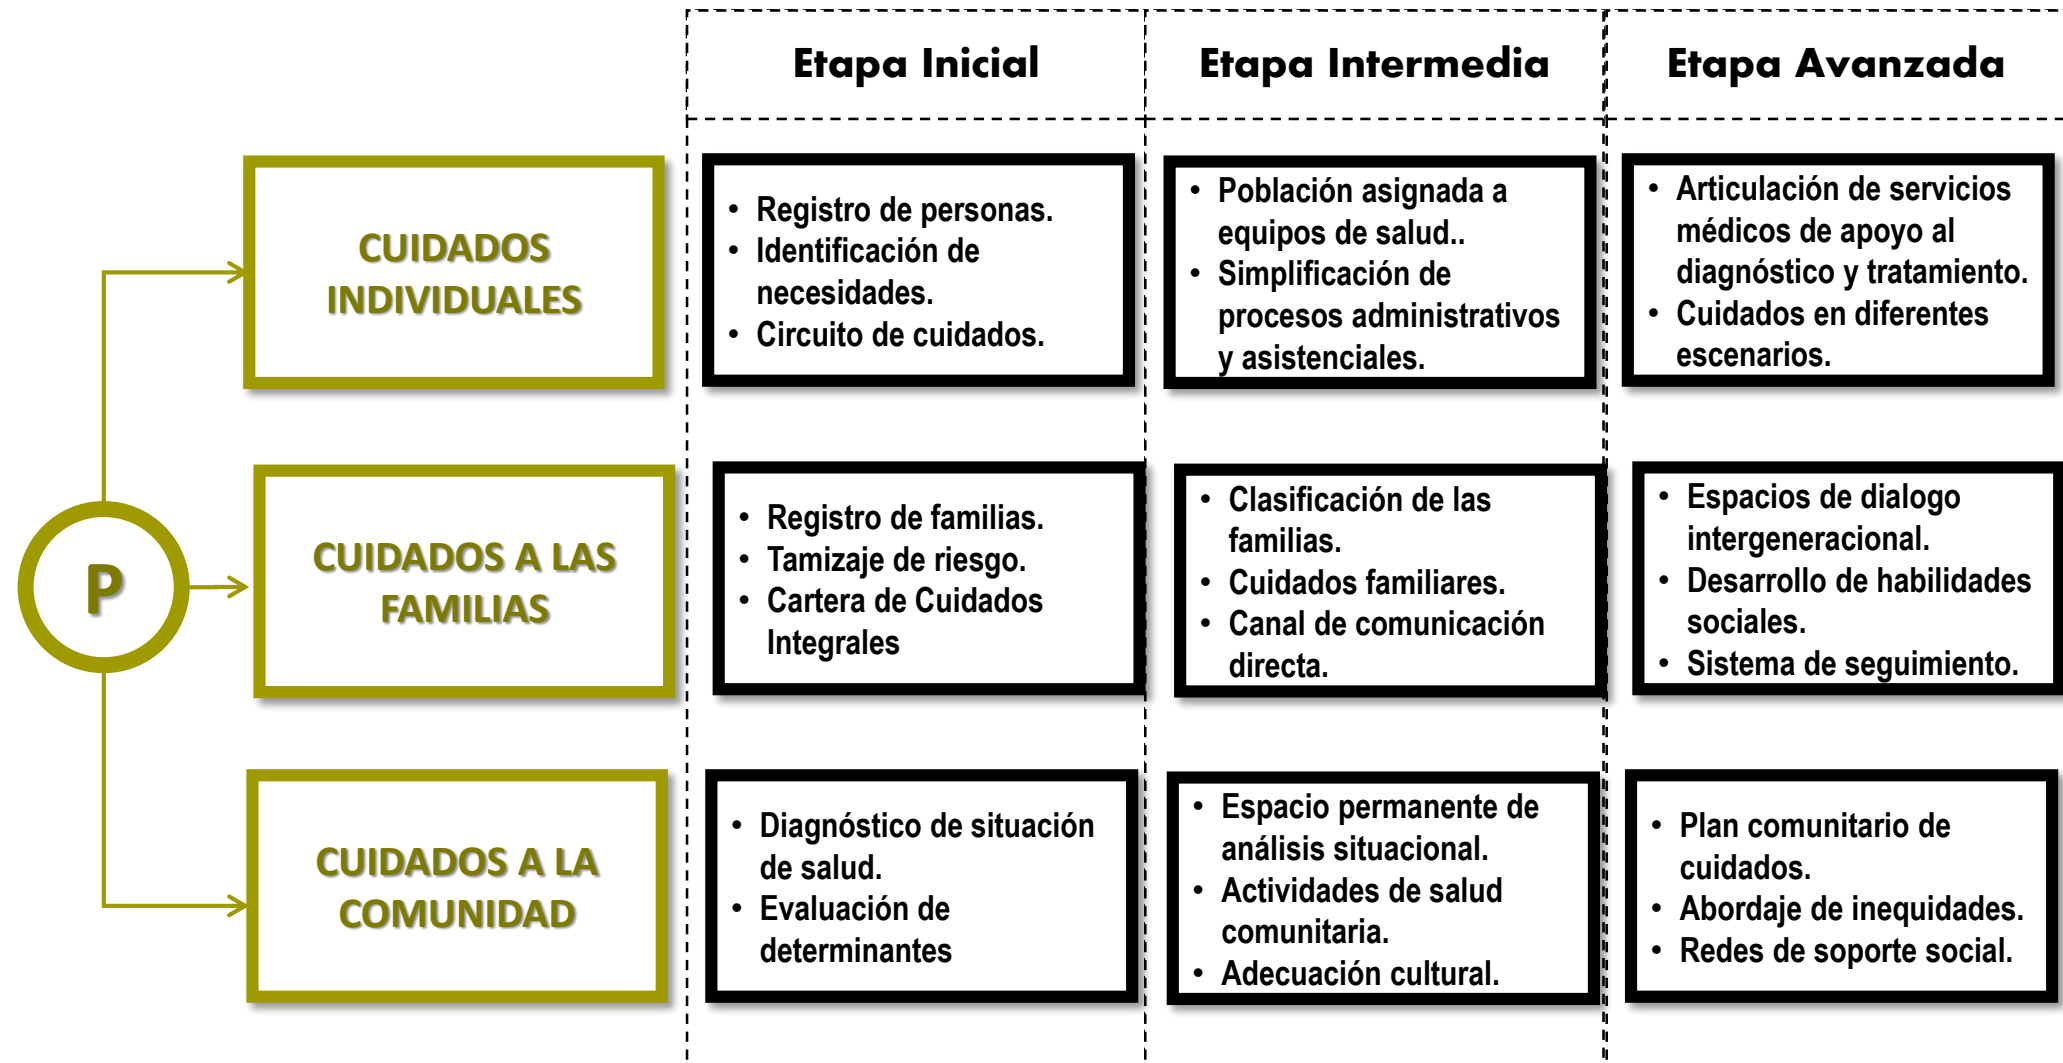 Etapa Inicial
Etapa Intermedia
Etapa Avanzada
CUIDADOS
INDIVIDUALES
• Registro de personas.
• Identificación de
necesidades.
• Circuito de cuidados.
• Población asignada a
equipos de salud..
• Simplificación de
procesos administrativos
y asistenciales.
• Articulación de servicios
médicos de apoyo al
diagnóstico y tratamiento.
• Cuidados en diferentes
escenarios.
P
CUIDADOS A LAS
FAMILIAS
• Registro de familias.
• Tamizaje de riesgo.
• Cartera de Cuidados
Integrales
• Clasificación de las
familias.
• Cuidados familiares.
• Canal de comunicación
directa.
• Espacios de dialogo
intergeneracional.
• Desarrollo de habilidades
sociales.
• Sistema de seguimiento.
CUIDADOS A LA
COMUNIDAD
• Diagnóstico de situación
de salud.
• Evaluación de
determinantes
• Espacio permanente de
análisis situacional.
• Actividades de salud
comunitaria.
• Adecuación cultural.
• Plan comunitario de
cuidados.
• Abordaje de inequidades.
• Redes de soporte social.